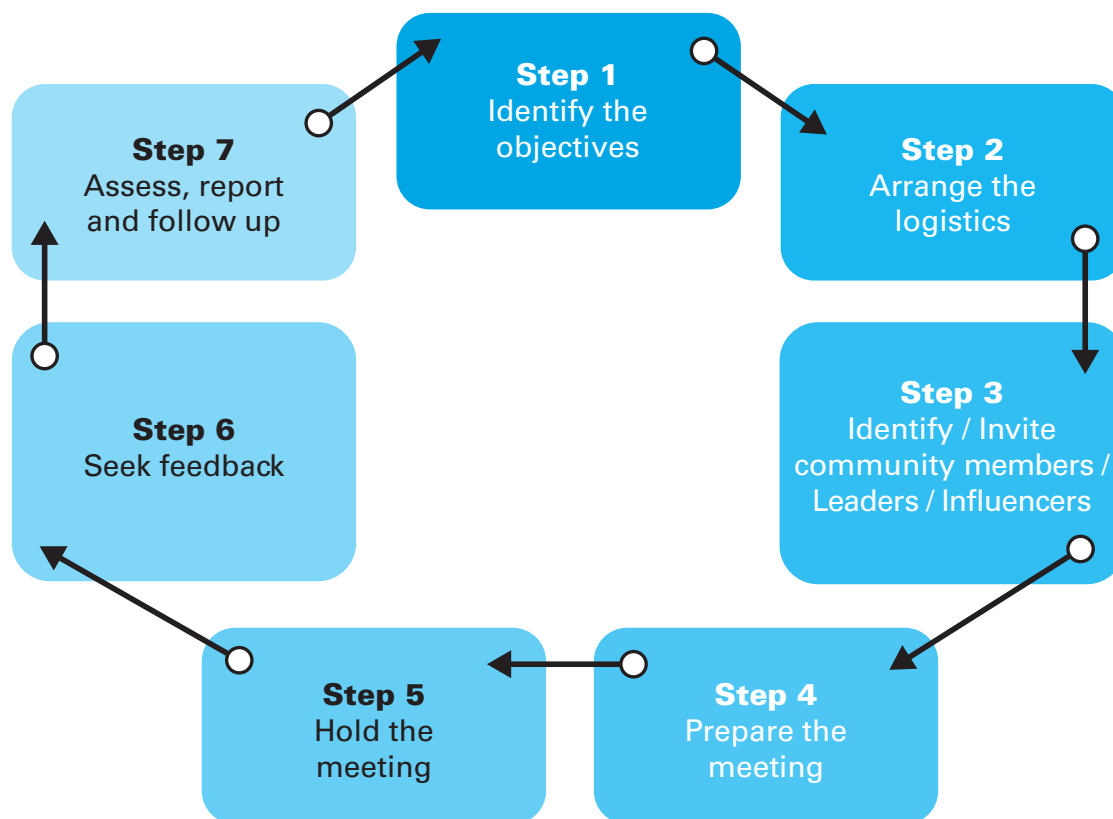 Step 1
Identify the
objectives
Step 2
Arrange the
logistics
Step 3
Identify / Invite
community members /
Leaders / Influencers
Step 4
Prepare the
meeting
Step 5
Hold the
meeting
Step 6
Seek feedback
Step 7
Assess, report
and follow up